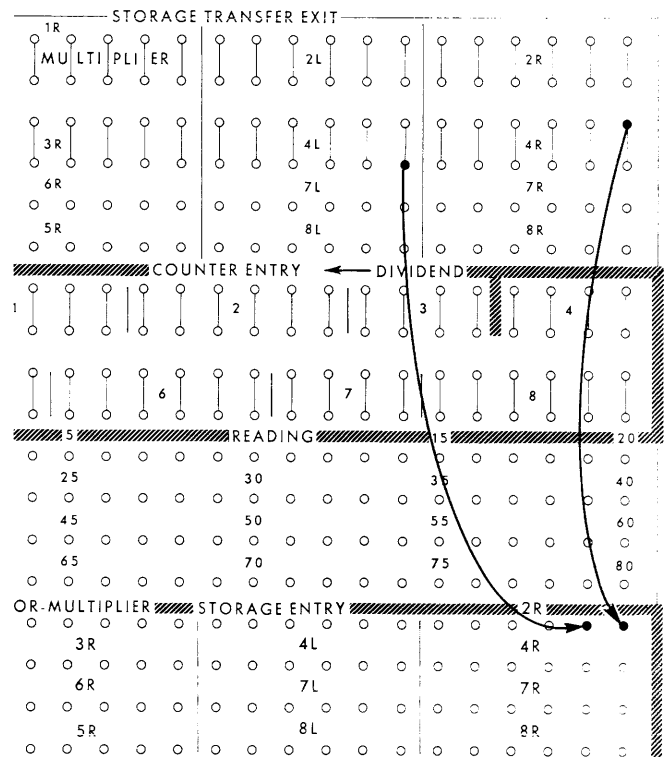 STORAGE TRANSFER EXIT
1R
MULTIPLIER 2L 2R
3R 4L 4R
6R 7L 7R
5R 8L 8R
COUNTER ENTRY DIVIDEND
1 2 3 4
6 7 8
5 READING 15 20
25 30 35 40
45 50 55 60
65 70 75 80
OR-MULTIPLIER STORAGE ENTRY 2R
3R 4L 4R
6R 7L 7R
5R 8L 8R